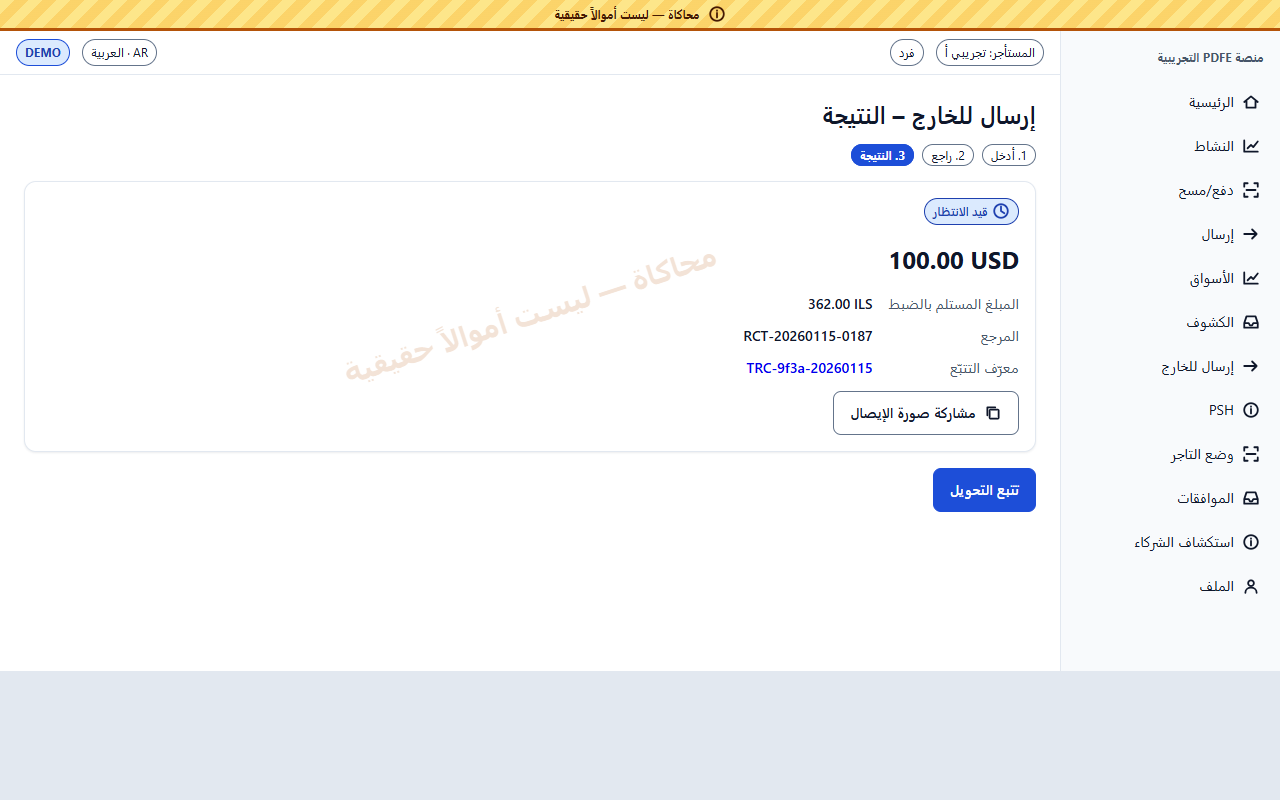 محاكاة — ليست أموالاً حقيقية
منصة PDFE التجريبية
الرئيسية
النشاط
دفع/مسح
إرسال
الأسواق
الكشوف
إرسال للخارج
PSH
وضع التاجر
الموافقات
استكشاف الشركاء
الملف
المستأجر: تجريبي أ
فرد
AR · العربية
DEMO
إرسال للخارج – النتيجة
1. أدخل
2. راجع
3. النتيجة
قيد الانتظار
100.00 USD
المبلغ المستلم بالضبط 362.00 ILS
المرجع RCT-20260115-0187
معرّف التتبّع TRC-9f3a-20260115
مشاركة صورة الإيصال
محاكاة — ليست أموالاً حقيقية
تتبع التحويل